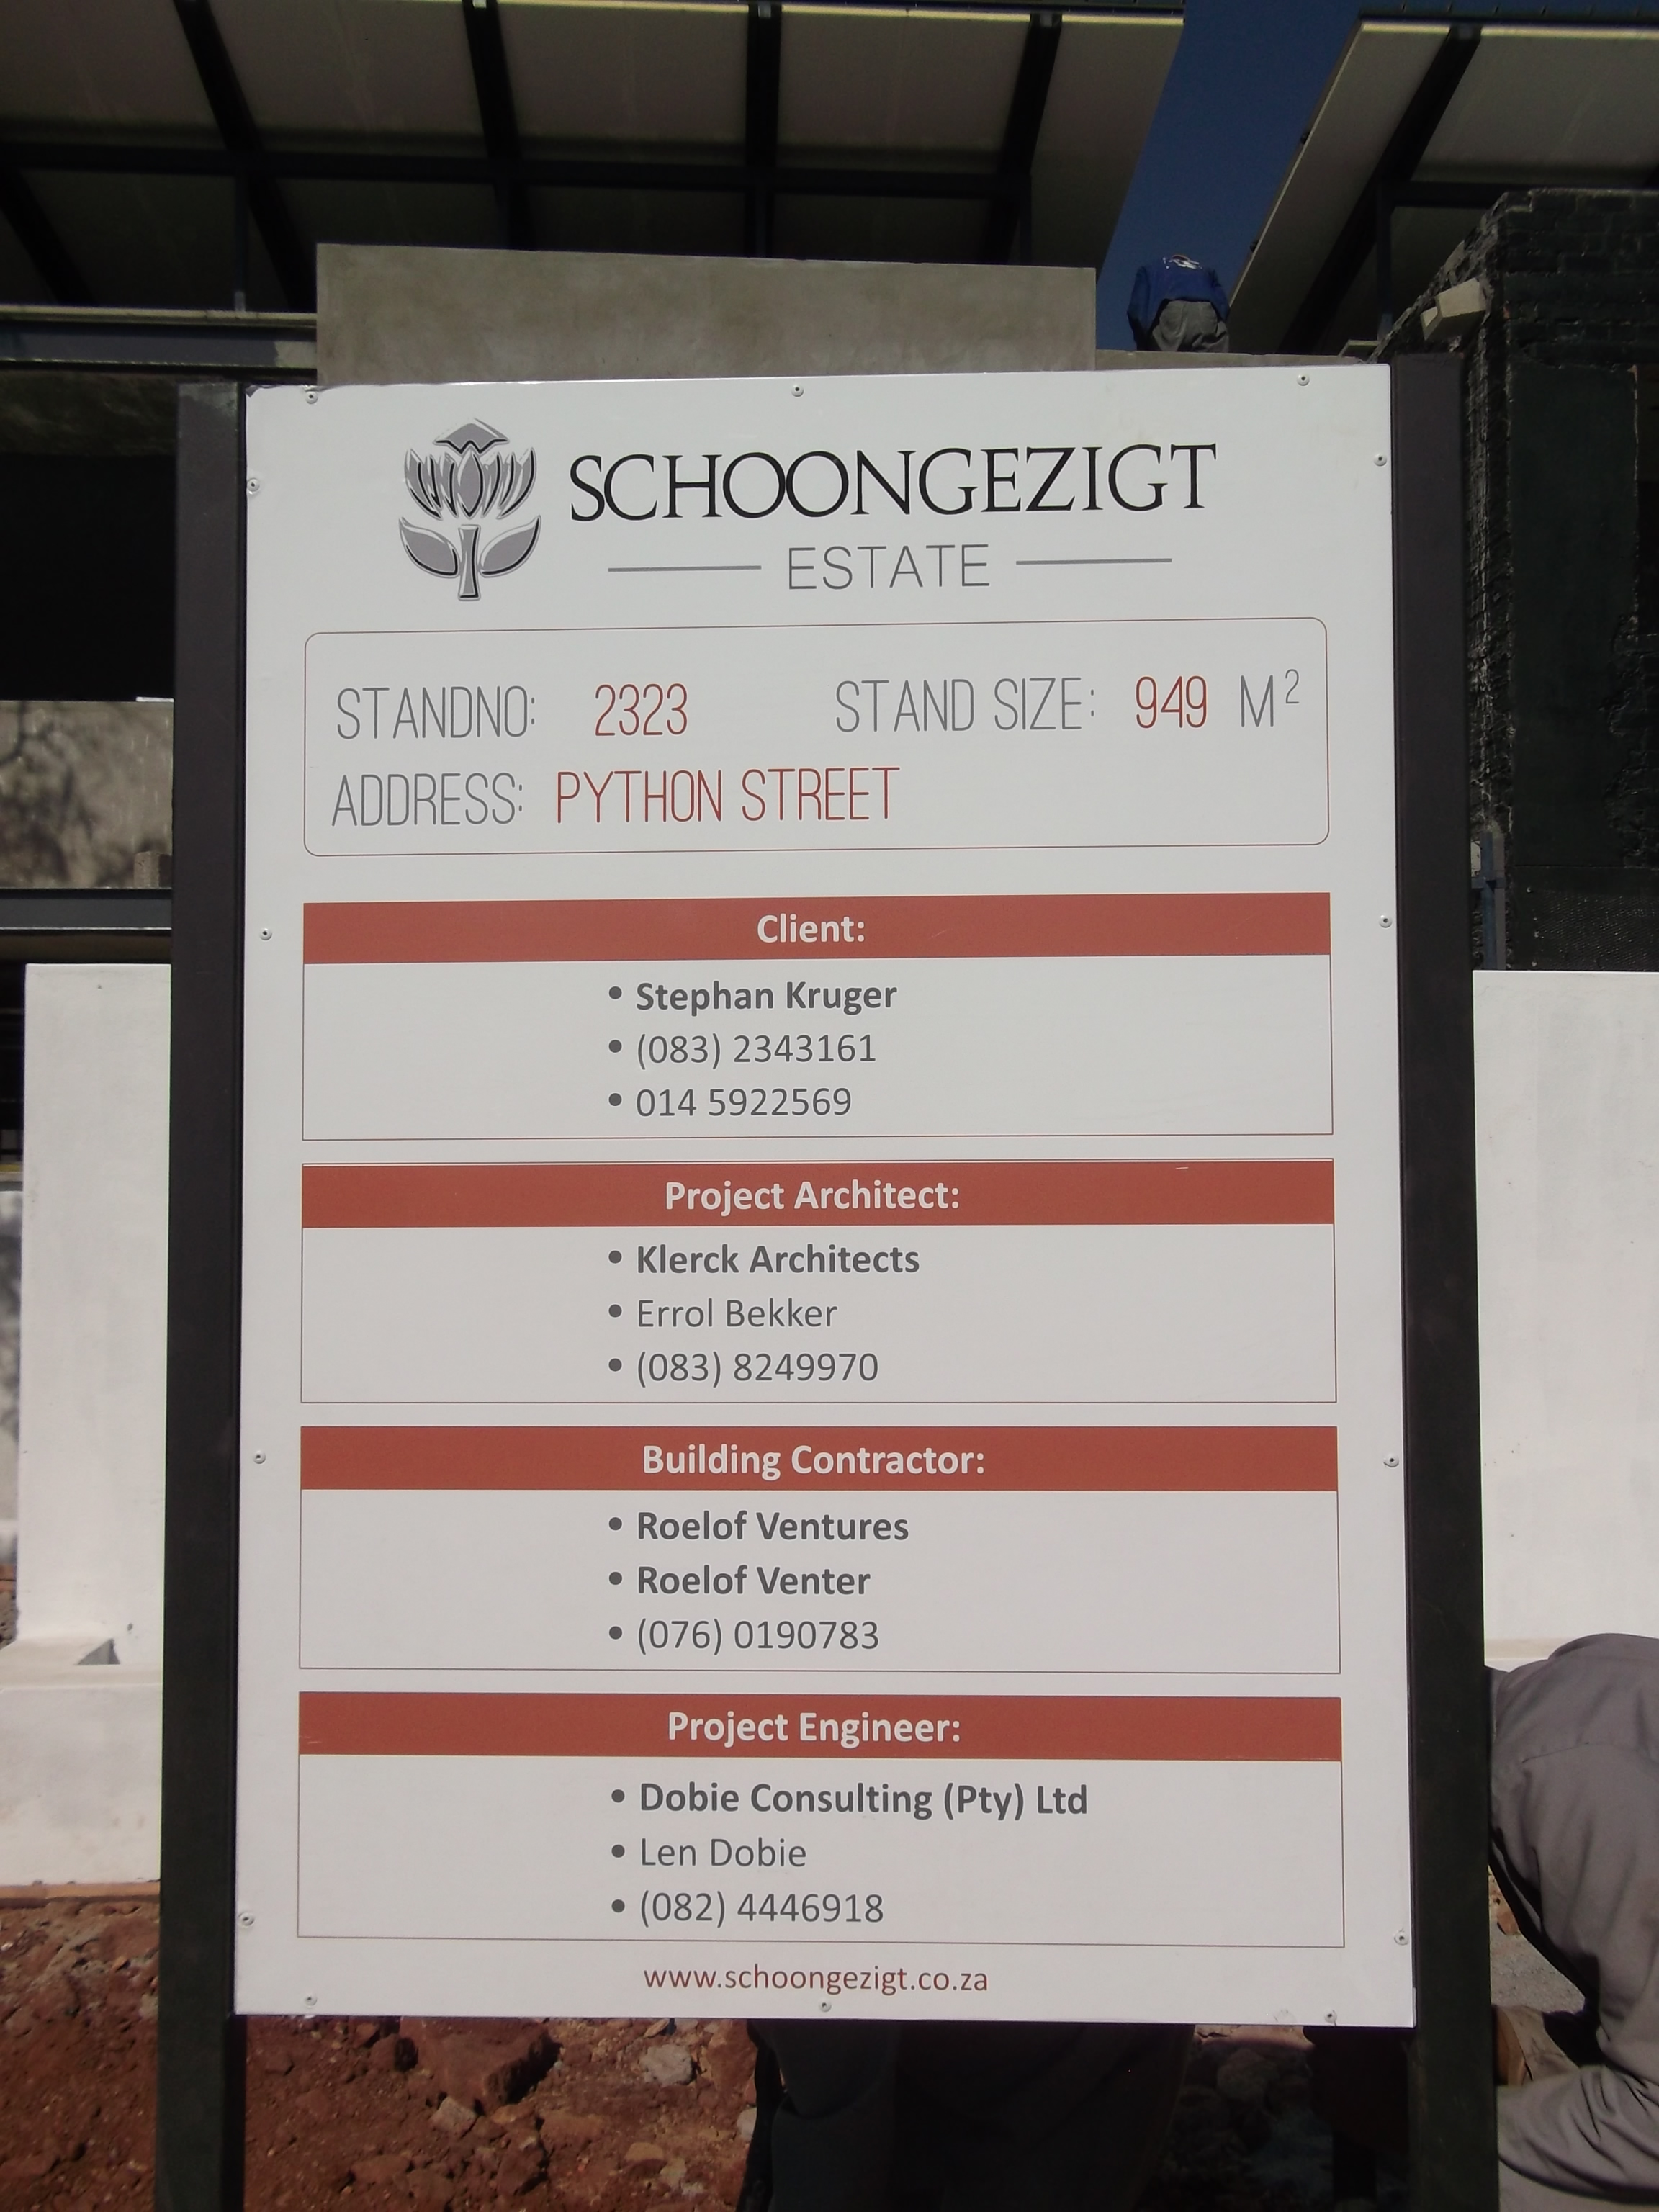 SCHOONGEZIGT
ESTATE
STANDNO: 2323 STAND SIZE: 949 M²
ADDRESS: PYTHON STREET
Client:
• Stephan Kruger
• (083) 2343161
• 014 5922569
Project Architect:
• Klerck Architects
• Errol Bekker
• (083) 8249970
Building Contractor:
• Roelof Ventures
• Roelof Venter
• (076) 0190783
Project Engineer:
• Dobie Consulting (Pty) Ltd
• Len Dobie
• (082) 4446918
www.schoongezigt.co.za